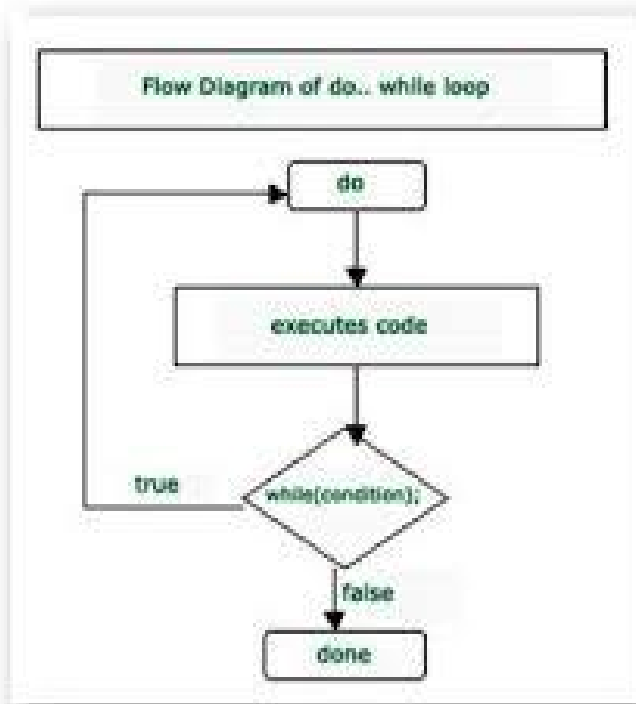 Flow Diagram of do.. while loop
do
executes code
while(condition);
true
false
done